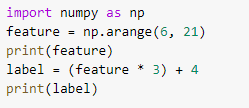 import numpy as np
feature = np.arange(6, 21)
print(feature)
label = (feature * 3) + 4
print(label)